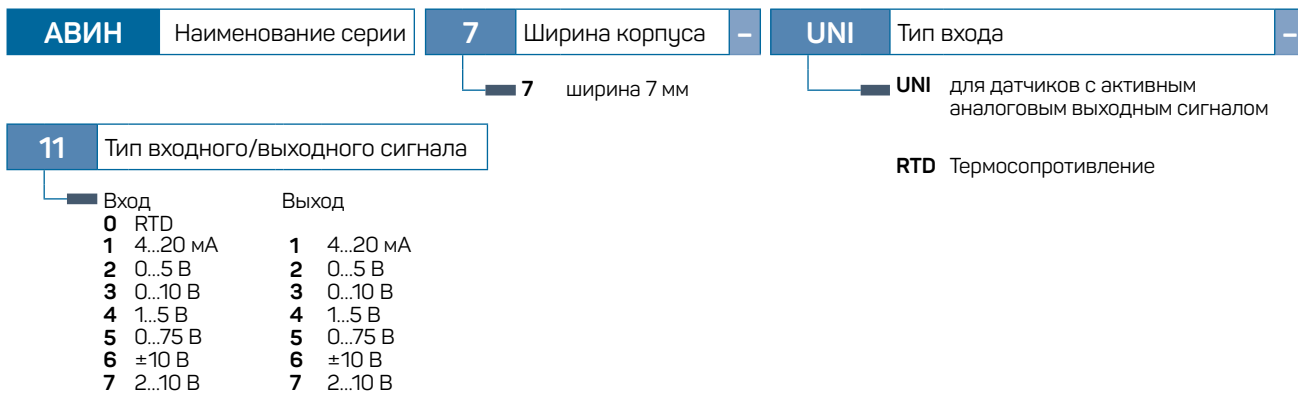 АВИН Наименование серии 7 Ширина корпуса – UNI Тип входа –
7 ширина 7 мм
UNI для датчиков с активным
аналоговым выходным сигналом
RTD Термосопротивление
11 Тип входного/выходного сигнала
Вход Выход
0 RTD
1 4...20 мА 1 4...20 мА
2 0...5 В 2 0...5 В
3 0...10 В 3 0...10 В
4 1...5 В 4 1...5 В
5 0...75 В 5 0...75 В
6 ±10 В 6 ±10 В
7 2...10 В 7 2...10 В